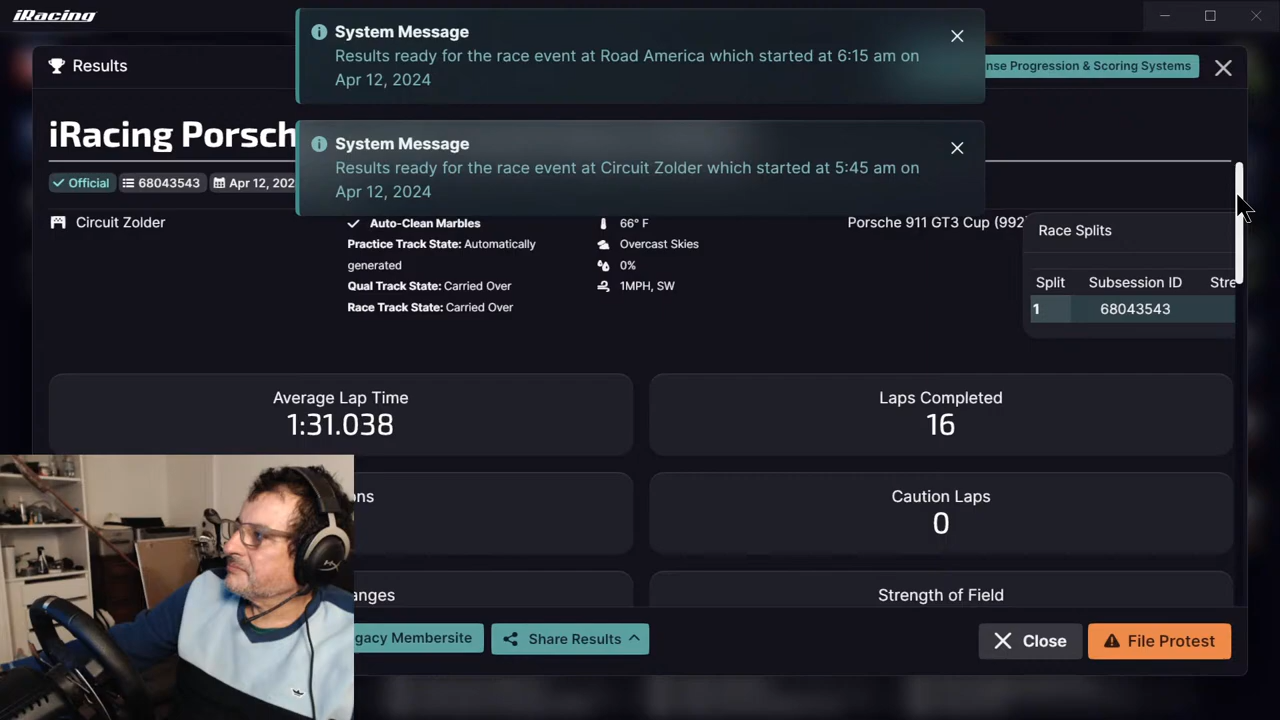 iRacing
System Message
Results ready for the race event at Road America which started at 6:15 am on
Apr 12, 2024
Results
nse Progression & Scoring Systems
iRacing Porsch
System Message
Results ready for the race event at Circuit Zolder which started at 5:45 am on
Apr 12, 2024
Official
68043543
Apr 12, 202
Circuit Zolder
Auto-Clean Marbles
Practice Track State: Automatically
generated
Qual Track State: Carried Over
Race Track State: Carried Over
66° F
Overcast Skies
0%
1MPH, SW
Porsche 911 GT3 Cup (992
Race Splits
Split Subsession ID Stre
1 68043543
Average Lap Time
1:31.038
Laps Completed
16
ons
Caution Laps
0
anges
Strength of Field
gacy Membersite
Share Results
Close
File Protest